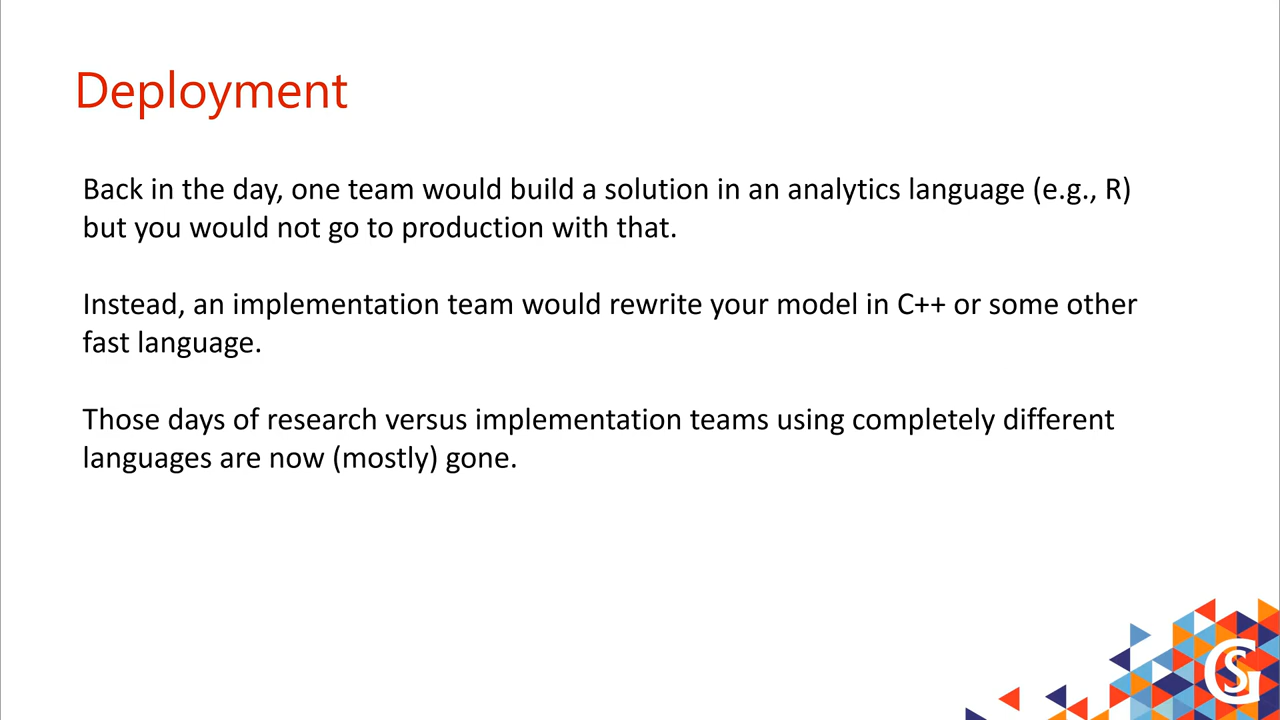 Deployment
Back in the day, one team would build a solution in an analytics language (e.g., R)
but you would not go to production with that.
Instead, an implementation team would rewrite your model in C++ or some other
fast language.
Those days of research versus implementation teams using completely different
languages are now (mostly) gone.
GS